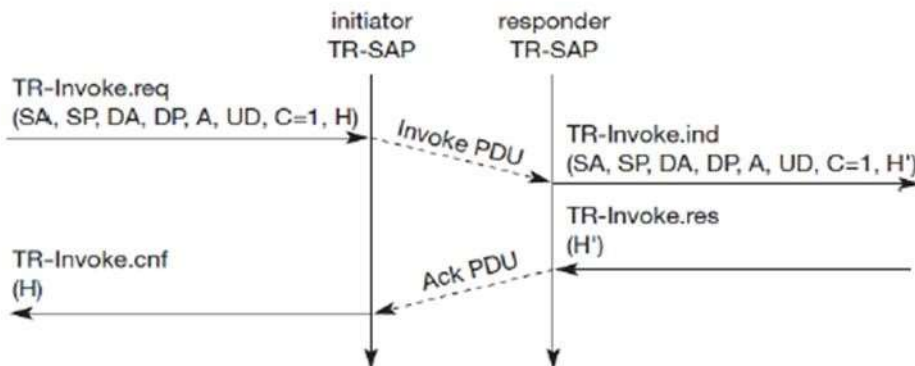 initiator
TR-SAP
responder
TR-SAP
TR-Invoke.req
(SA, SP, DA, DP, A, UD, C=1, H)
Invoke PDU
TR-Invoke.ind
(SA, SP, DA, DP, A, UD, C=1, H')
TR-Invoke.res
(H')
TR-Invoke.cnf
(H)
Ack PDU